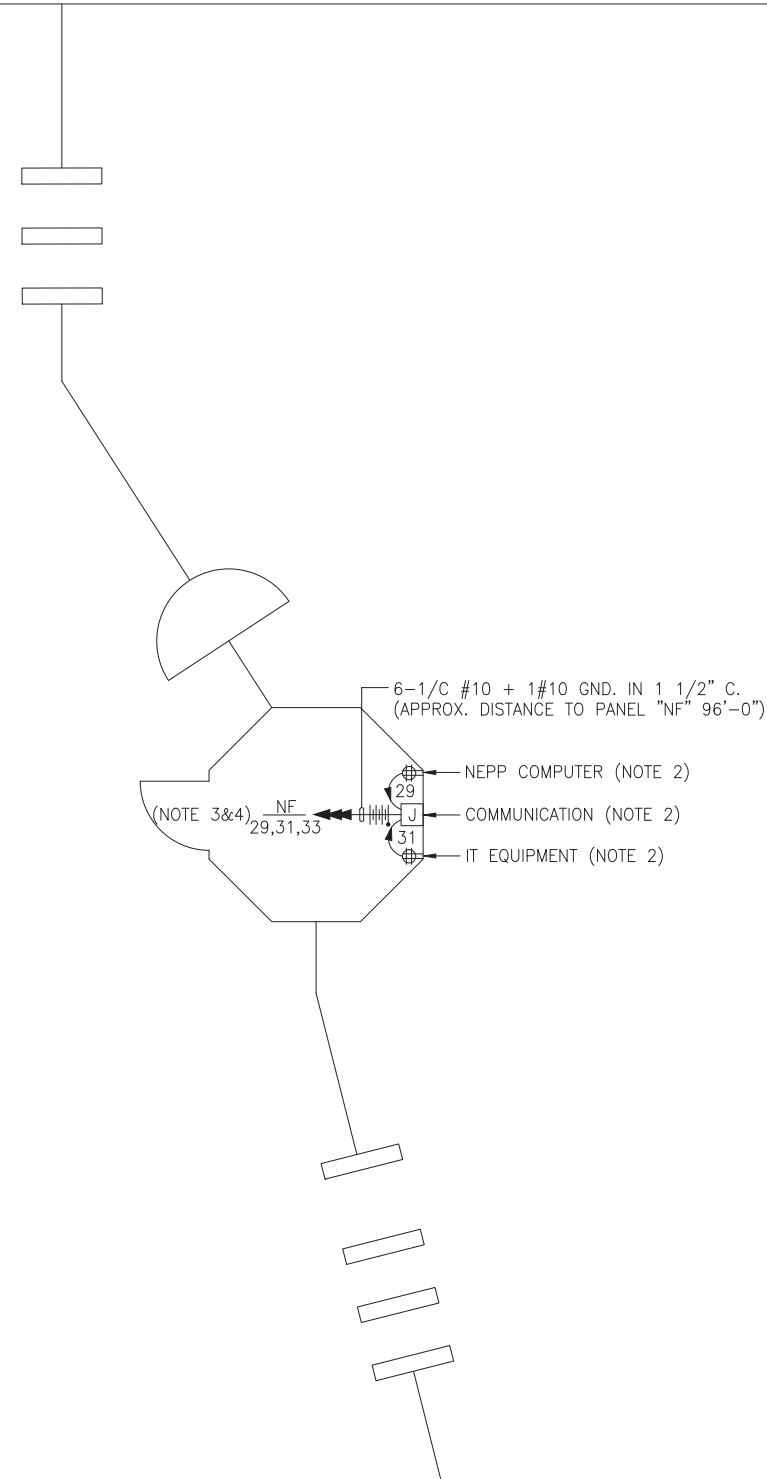 6-1/C #10 + 1#10 GND. IN 1 1/2" C.
(APPROX. DISTANCE TO PANEL "NF" 96'-0")
NEPP COMPUTER (NOTE 2)
29
(NOTE 3&4) NF
29,31,33
J
COMMUNICATION (NOTE 2)
31
IT EQUIPMENT (NOTE 2)